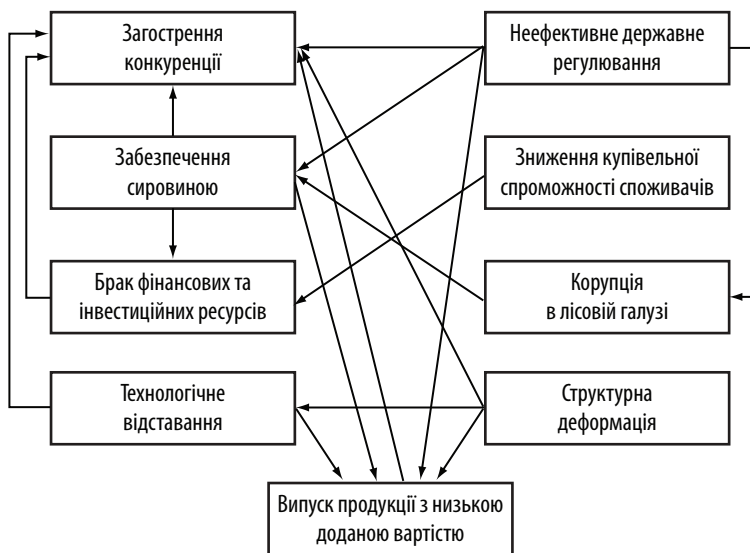 Загострення
конкуренції
Неефективне державне
регулювання
Забезпечення
сировиною
Зниження купівельної
спроможності споживачів
Брак фінансових та
інвестиційних ресурсів
Корупція
в лісовій галузі
Технологічне
відставання
Структурна
деформація
Випуск продукції з низькою
доданою вартістю